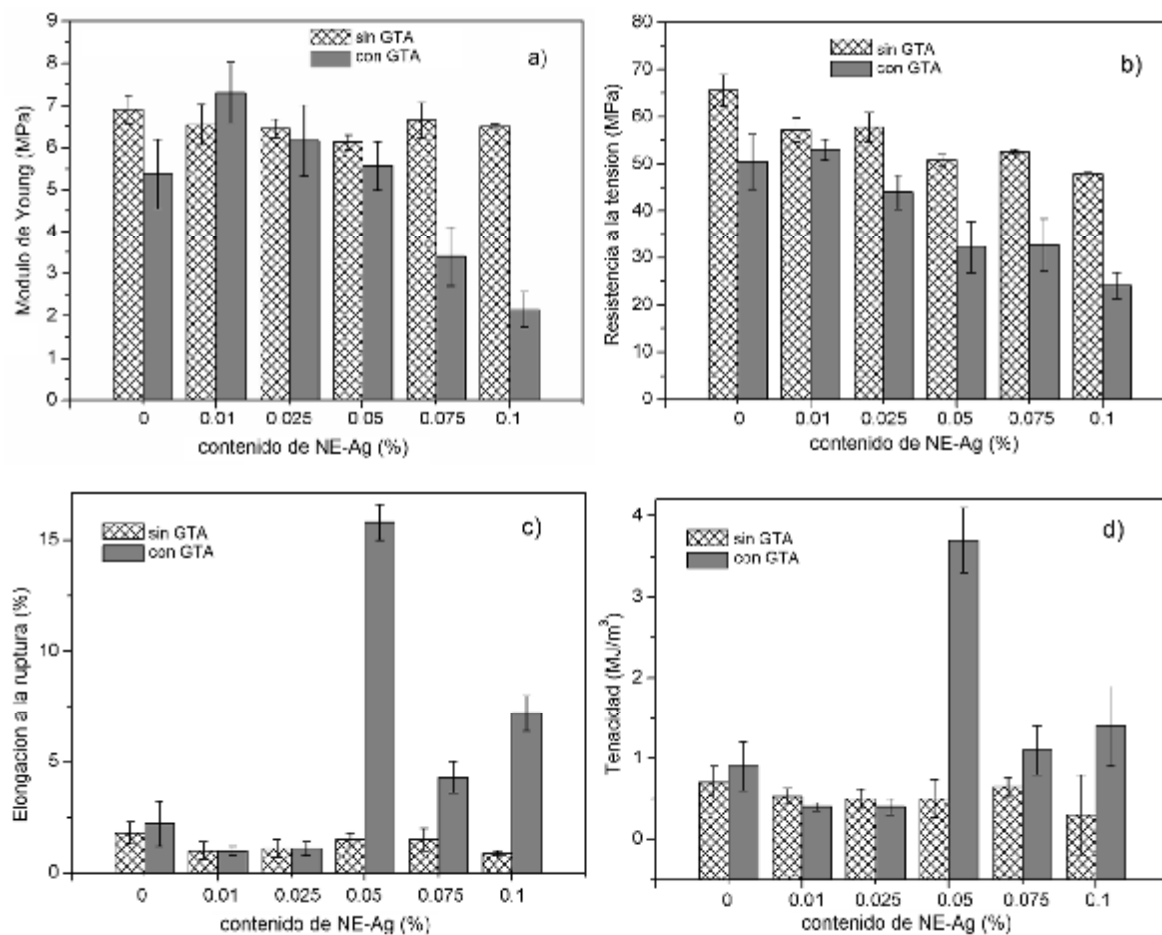 a)
sin GTA
con GTA
Modulo de Young (MPa)
9
8
7
6
5
4
3
2
1
0
0 0.01 0.025 0.05 0.075 0.1
contenido de NE-Ag (%)
b)
sin GTA
con GTA
Resistencia a la tension (MPa)
80
70
60
50
40
30
20
10
0
0 0.01 0.025 0.05 0.075 0.1
contenido de NE-Ag (%)
c)
sin GTA
con GTA
Elongacion a la ruptura (%)
15
10
5
0
0 0.01 0.025 0.05 0.075 0.1
contenido de NE-Ag (%)
d)
sin GTA
con GTA
Tenacidad (MJ/m³)
4
3
2
1
0
0 0.01 0.025 0.05 0.075 0.1
contenido de NE-Ag (%)